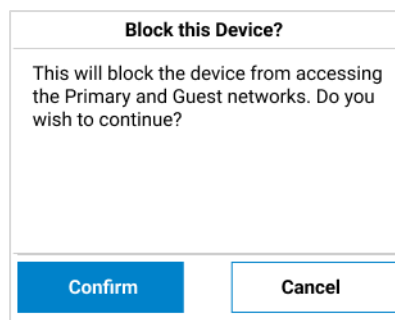 Block this Device?
This will block the device from accessing
the Primary and Guest networks. Do you
wish to continue?
Confirm
Cancel